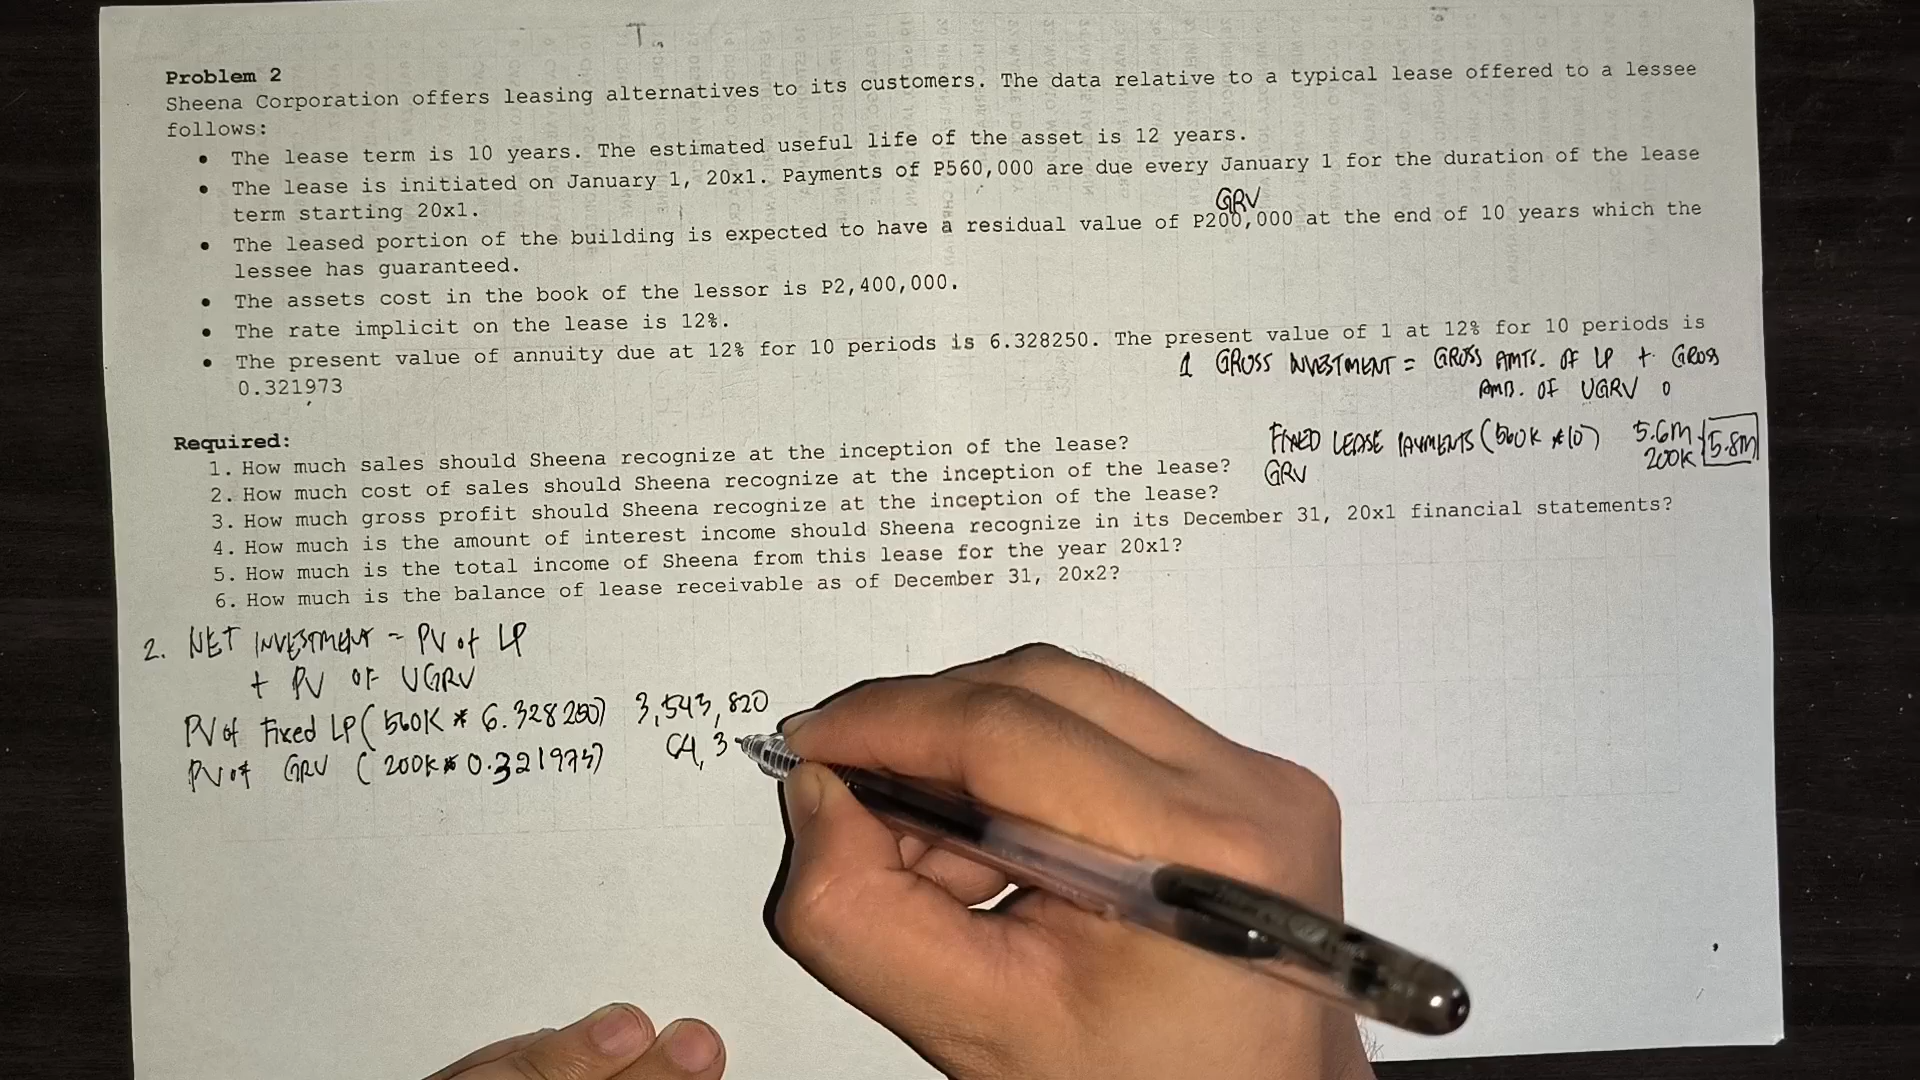 Problem 2
Sheena Corporation offers leasing alternatives to its customers. The data relative to a typical lease offered to a lessee
follows:
• The lease term is 10 years. The estimated useful life of the asset is 12 years.
• The lease is initiated on January 1, 20x1. Payments of P560,000 are due every January 1 for the duration of the lease
term starting 20x1.
GRV
• The leased portion of the building is expected to have a residual value of P200,000 at the end of 10 years which the
lessee has guaranteed.
• The assets cost in the book of the lessor is P2,400,000.
• The rate implicit on the lease is 12%.
• The present value of annuity due at 12% for 10 periods is 6.328250. The present value of 1 at 12% for 10 periods is
0.321973
1 GROSS INVESTMENT = GROSS AMTS. OF LP + GROSS
OF UGRV 0
FIXED LEASE PAYMENTS (560K *10) 5.6m
GRV 200K 5.8m
Required:
1. How much sales should Sheena recognize at the inception of the lease?
2. How much cost of sales should Sheena recognize at the inception of the lease?
3. How much gross profit should Sheena recognize at the inception of the lease?
4. How much is the amount of interest income should Sheena recognize in its December 31, 20x1 financial statements?
5. How much is the total income of Sheena from this lease for the year 20x1?
6. How much is the balance of lease receivable as of December 31, 20x2?
2. NET INVESTMENT - PV of LP
+ PV OF UGRV
PV of Fixed LP (560K * 6.328250) 3,543,820
PV of GRV (200K * 0.321973) 64,3